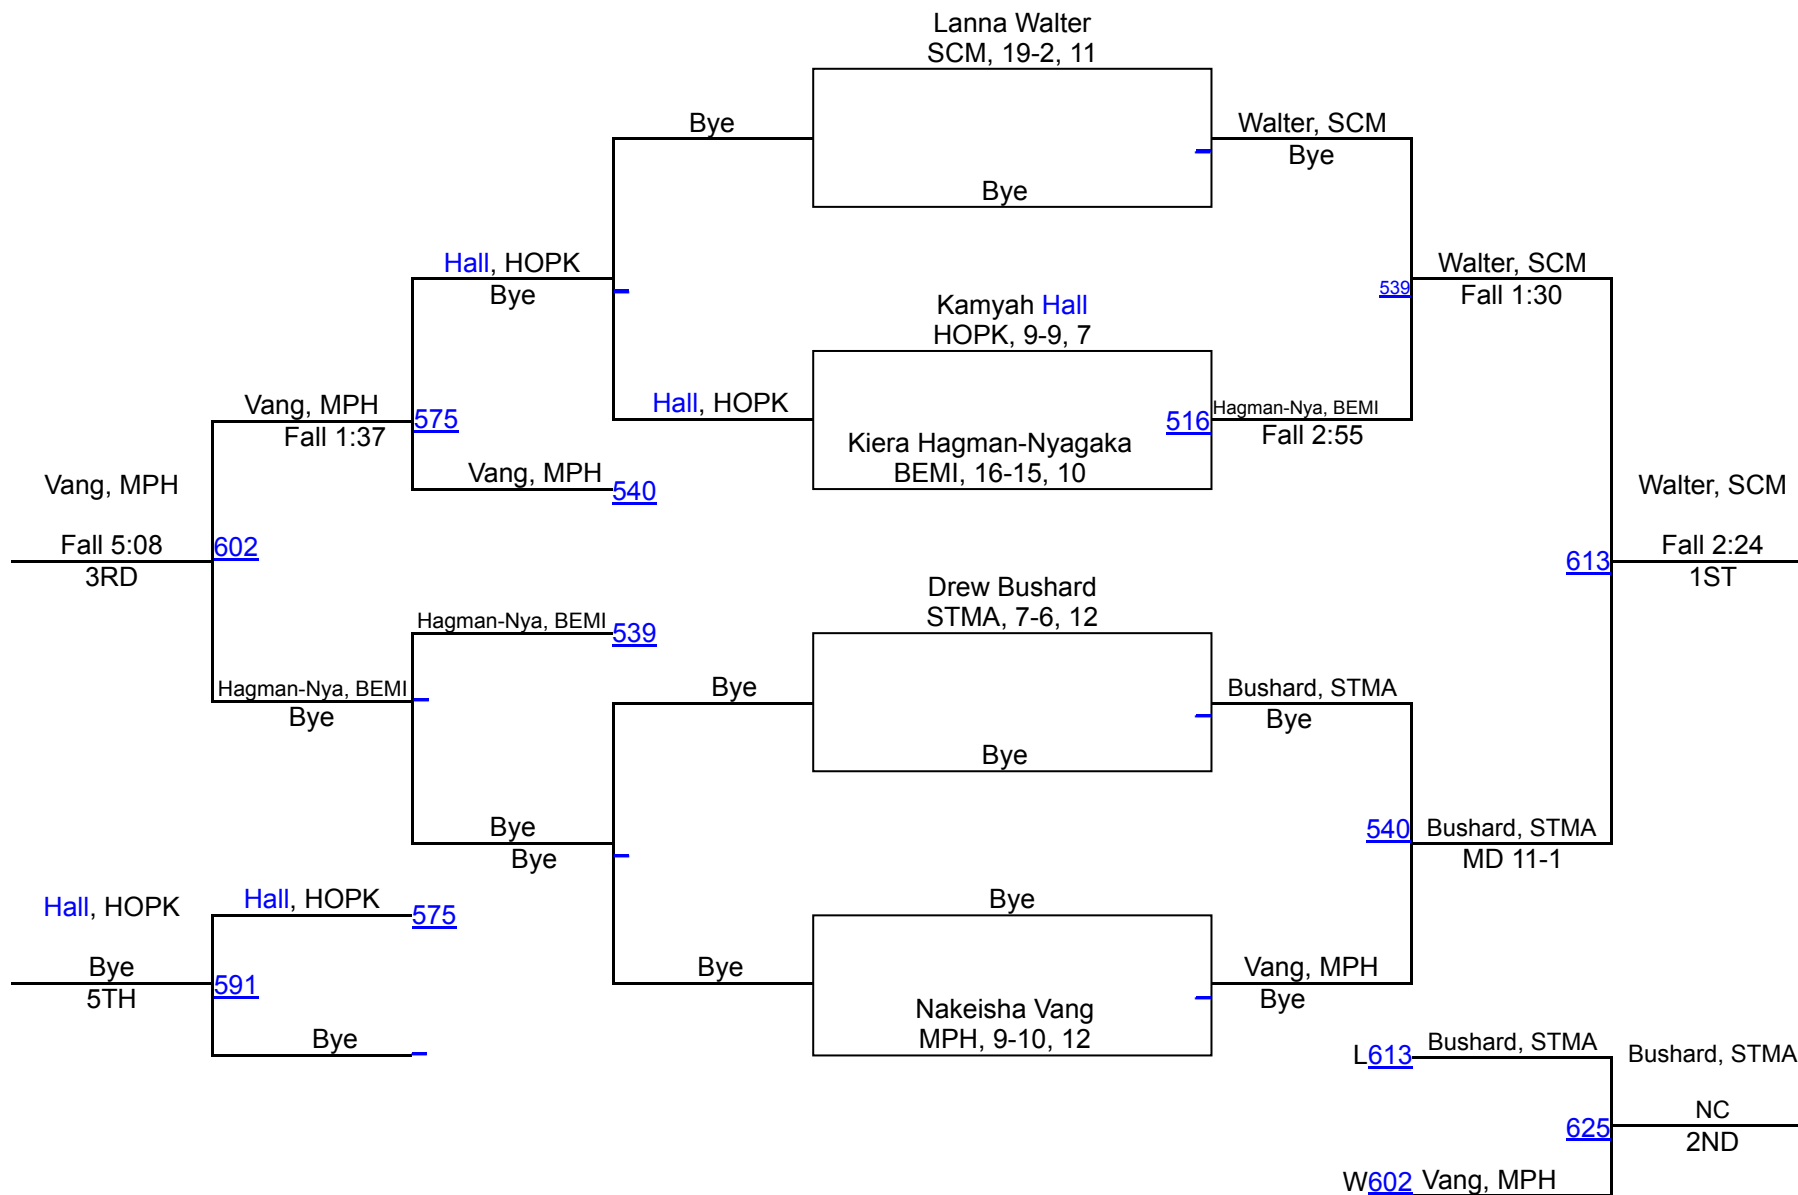 Lanna Walter
SCM, 19-2, 11
Bye
Walter, SCM
Bye
Bye
Hall, HOPK
Bye
Walter, SCM
539
Fall 1:30
Kamyah Hall
HOPK, 9-9, 7
Vang, MPH
Fall 1:37
575
Hall, HOPK
516
Hagman-Nya, BEMI
Fall 2:55
Kiera Hagman-Nyagaka
BEMI, 16-15, 10
Vang, MPH
540
Vang, MPH
Fall 5:08
3RD
602
Walter, SCM
613
Fall 2:24
1ST
Drew Bushard
STMA, 7-6, 12
Hagman-Nya, BEMI
539
Hagman-Nya, BEMI
Bye
Bye
Bushard, STMA
Bye
Bye
Bye
Bye
540
Bushard, STMA
MD 11-1
Hall, HOPK
Bye
5TH
Hall, HOPK
575
591
Bye
Bye
Bye
Vang, MPH
Bye
Nakeisha Vang
MPH, 9-10, 12
L613
Bushard, STMA
Bushard, STMA
625
NC
2ND
W602
Vang, MPH